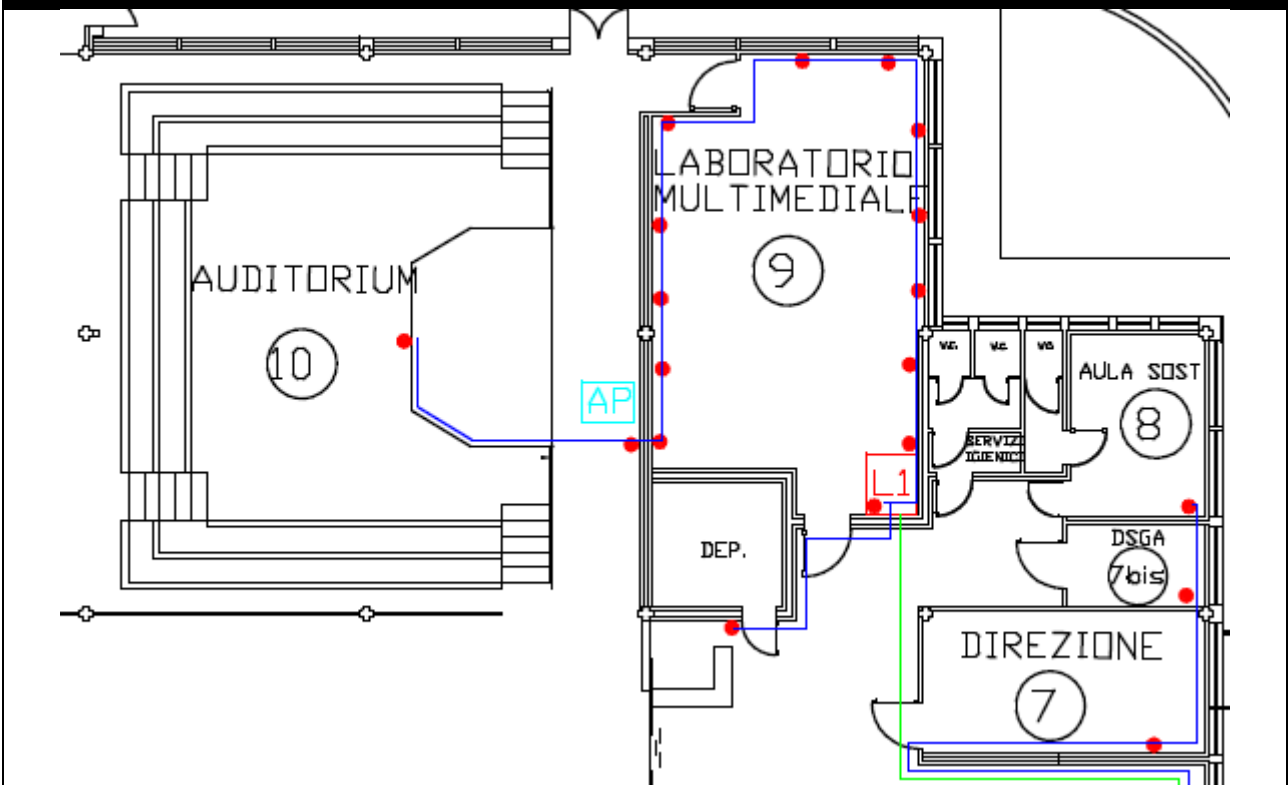 LABORATORIO
MULTIMEDIALE
9
AUDITORIUM
10
AP
L1
W.C.
W.C.
W.C.
AULA SOST
8
SERVIZI
IGIENICI
DEP.
DSGA
7bis
DIREZIONE
7